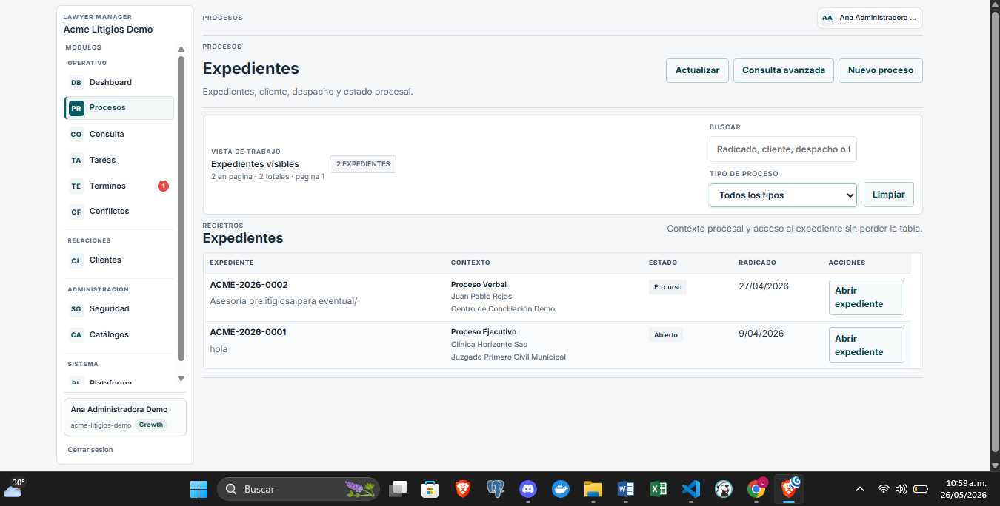 LAWYER MANAGER
Acme Litigios Demo
MODULOS
OPERATIVO
DB Dashboard
PR Procesos
CO Consulta
TA Tareas
TE Terminos 1
CF Conflictos
RELACIONES
CL Clientes
ADMINISTRACION
SG Seguridad
CA Catálogos
SISTEMA
PL Plataforma
Ana Administradora Demo
acme-litigios-demo Growth
Cerrar sesion
PROCESOS
AA Ana Administradora ...
PROCESOS
Expedientes
Expedientes, cliente, despacho y estado procesal.
Actualizar
Consulta avanzada
Nuevo proceso
VISTA DE TRABAJO
Expedientes visibles
2 en pagina · 2 totales · pagina 1
2 EXPEDIENTES
BUSCAR
Radicado, cliente, despacho o t
TIPO DE PROCESO
Todos los tipos
Limpiar
REGISTROS
Expedientes
Contexto procesal y acceso al expediente sin perder la tabla.
EXPEDIENTE CONTEXTO ESTADO RADICADO ACCIONES
ACME-2026-0002
Asesoría prelitigiosa para eventual/
Proceso Verbal
Juan Pablo Rojas
Centro de Conciliación Demo
En curso
27/04/2026
Abrir
expediente
ACME-2026-0001
hola
Proceso Ejecutivo
Clínica Horizonte Sas
Juzgado Primero Civil Municipal
Abierto
9/04/2026
Abrir
expediente
30°
Buscar
J
10:59 a. m.
26/05/2026